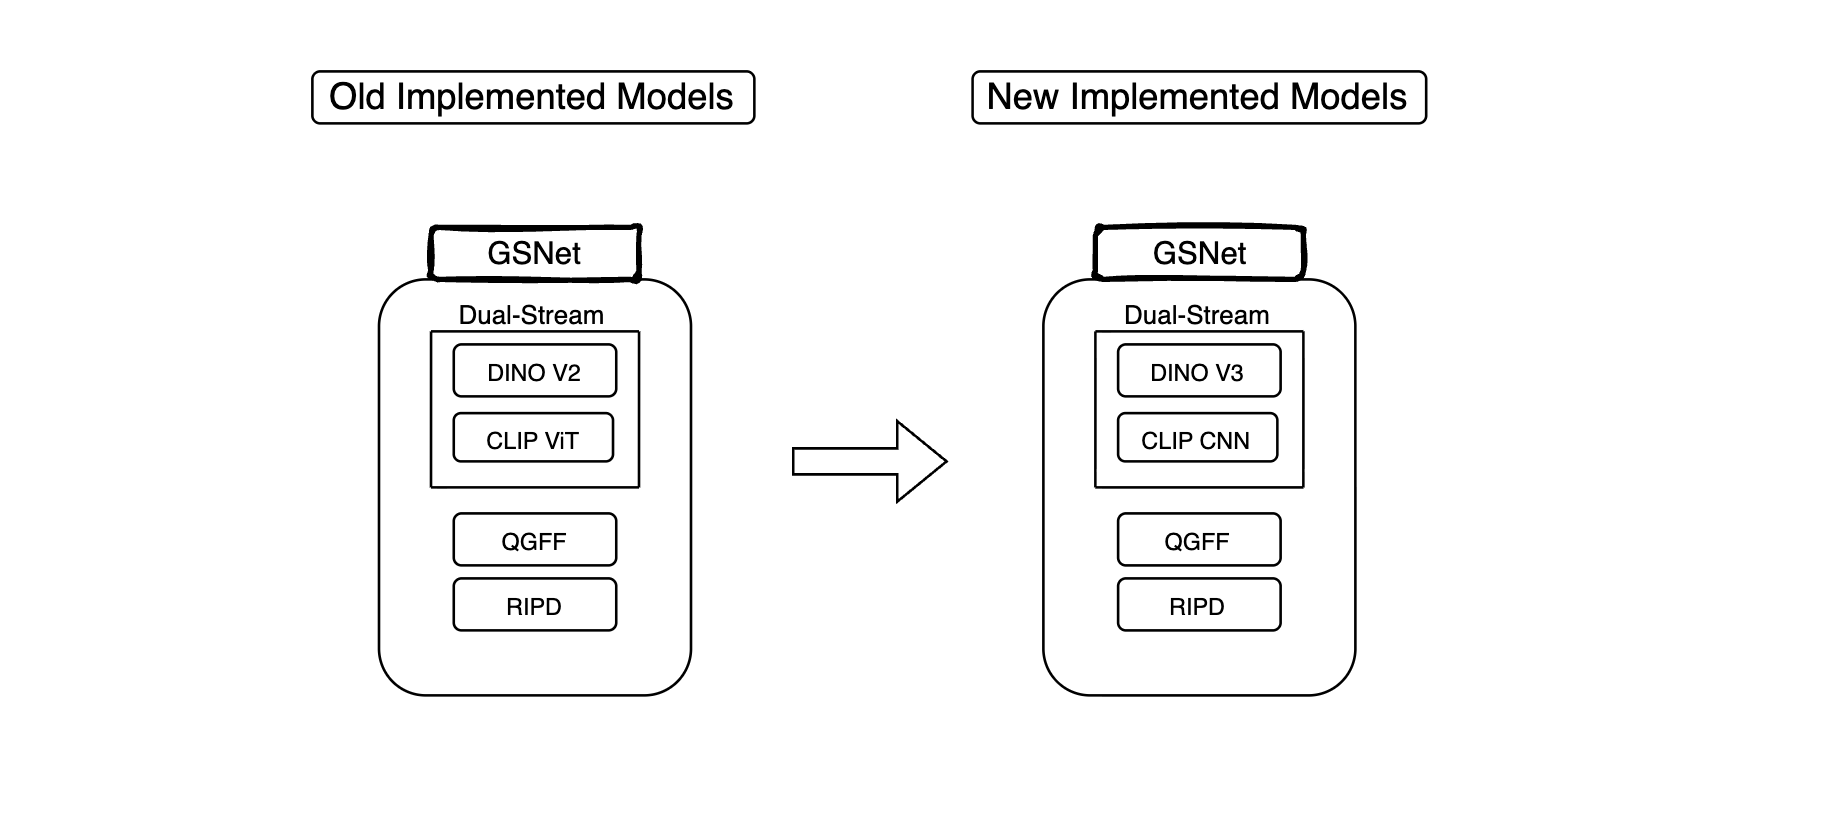 Old Implemented Models
New Implemented Models
GSNet
Dual-Stream
DINO V2
CLIP ViT
QGFF
RIPD
GSNet
Dual-Stream
DINO V3
CLIP CNN
QGFF
RIPD